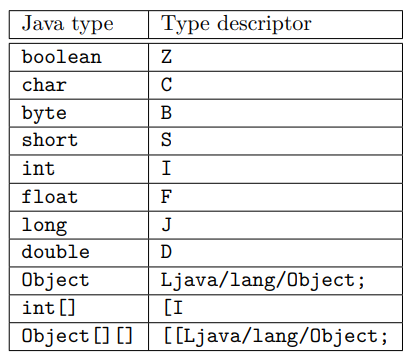 Java type Type descriptor
boolean Z
char C
byte B
short S
int I
float F
long J
double D
Object Ljava/lang/Object;
int[] [I
Object[][] [[Ljava/lang/Object;